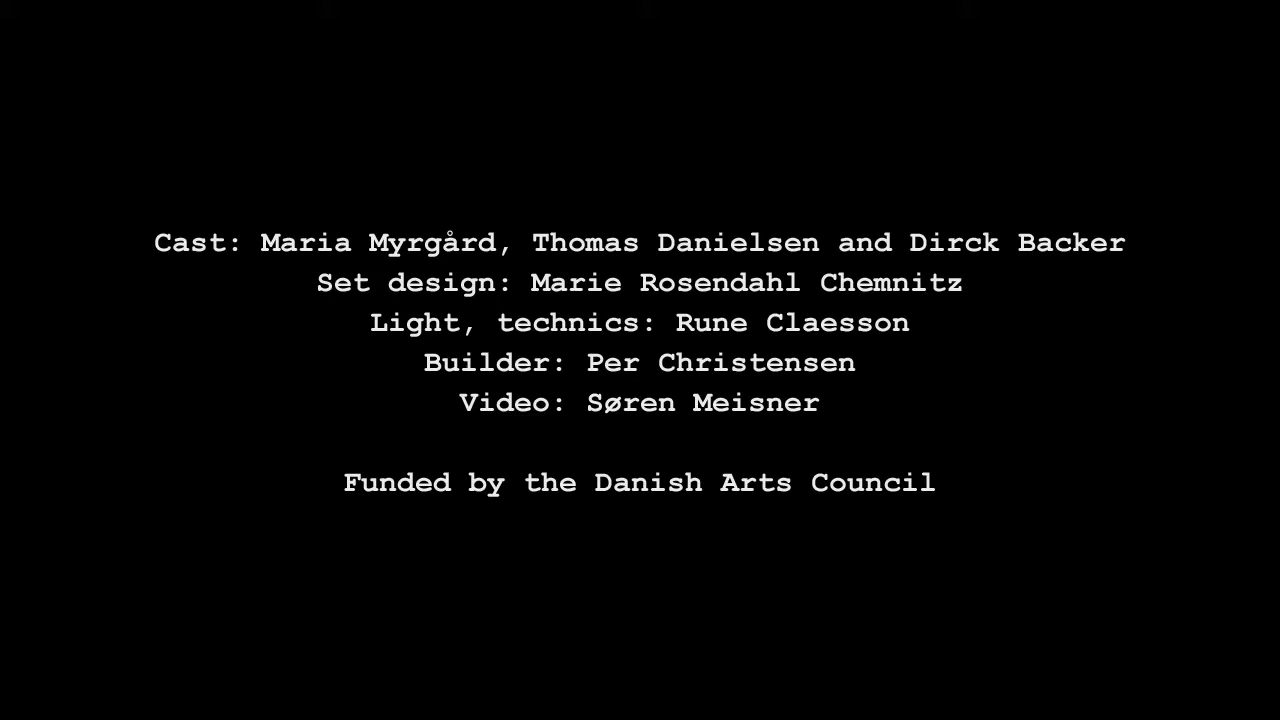 Cast: Maria Myrgård, Thomas Danielsen and Dirck Backer
Set design: Marie Rosendahl Chemnitz
Light, technics: Rune Claesson
Builder: Per Christensen
Video: Søren Meisner
Funded by the Danish Arts Council